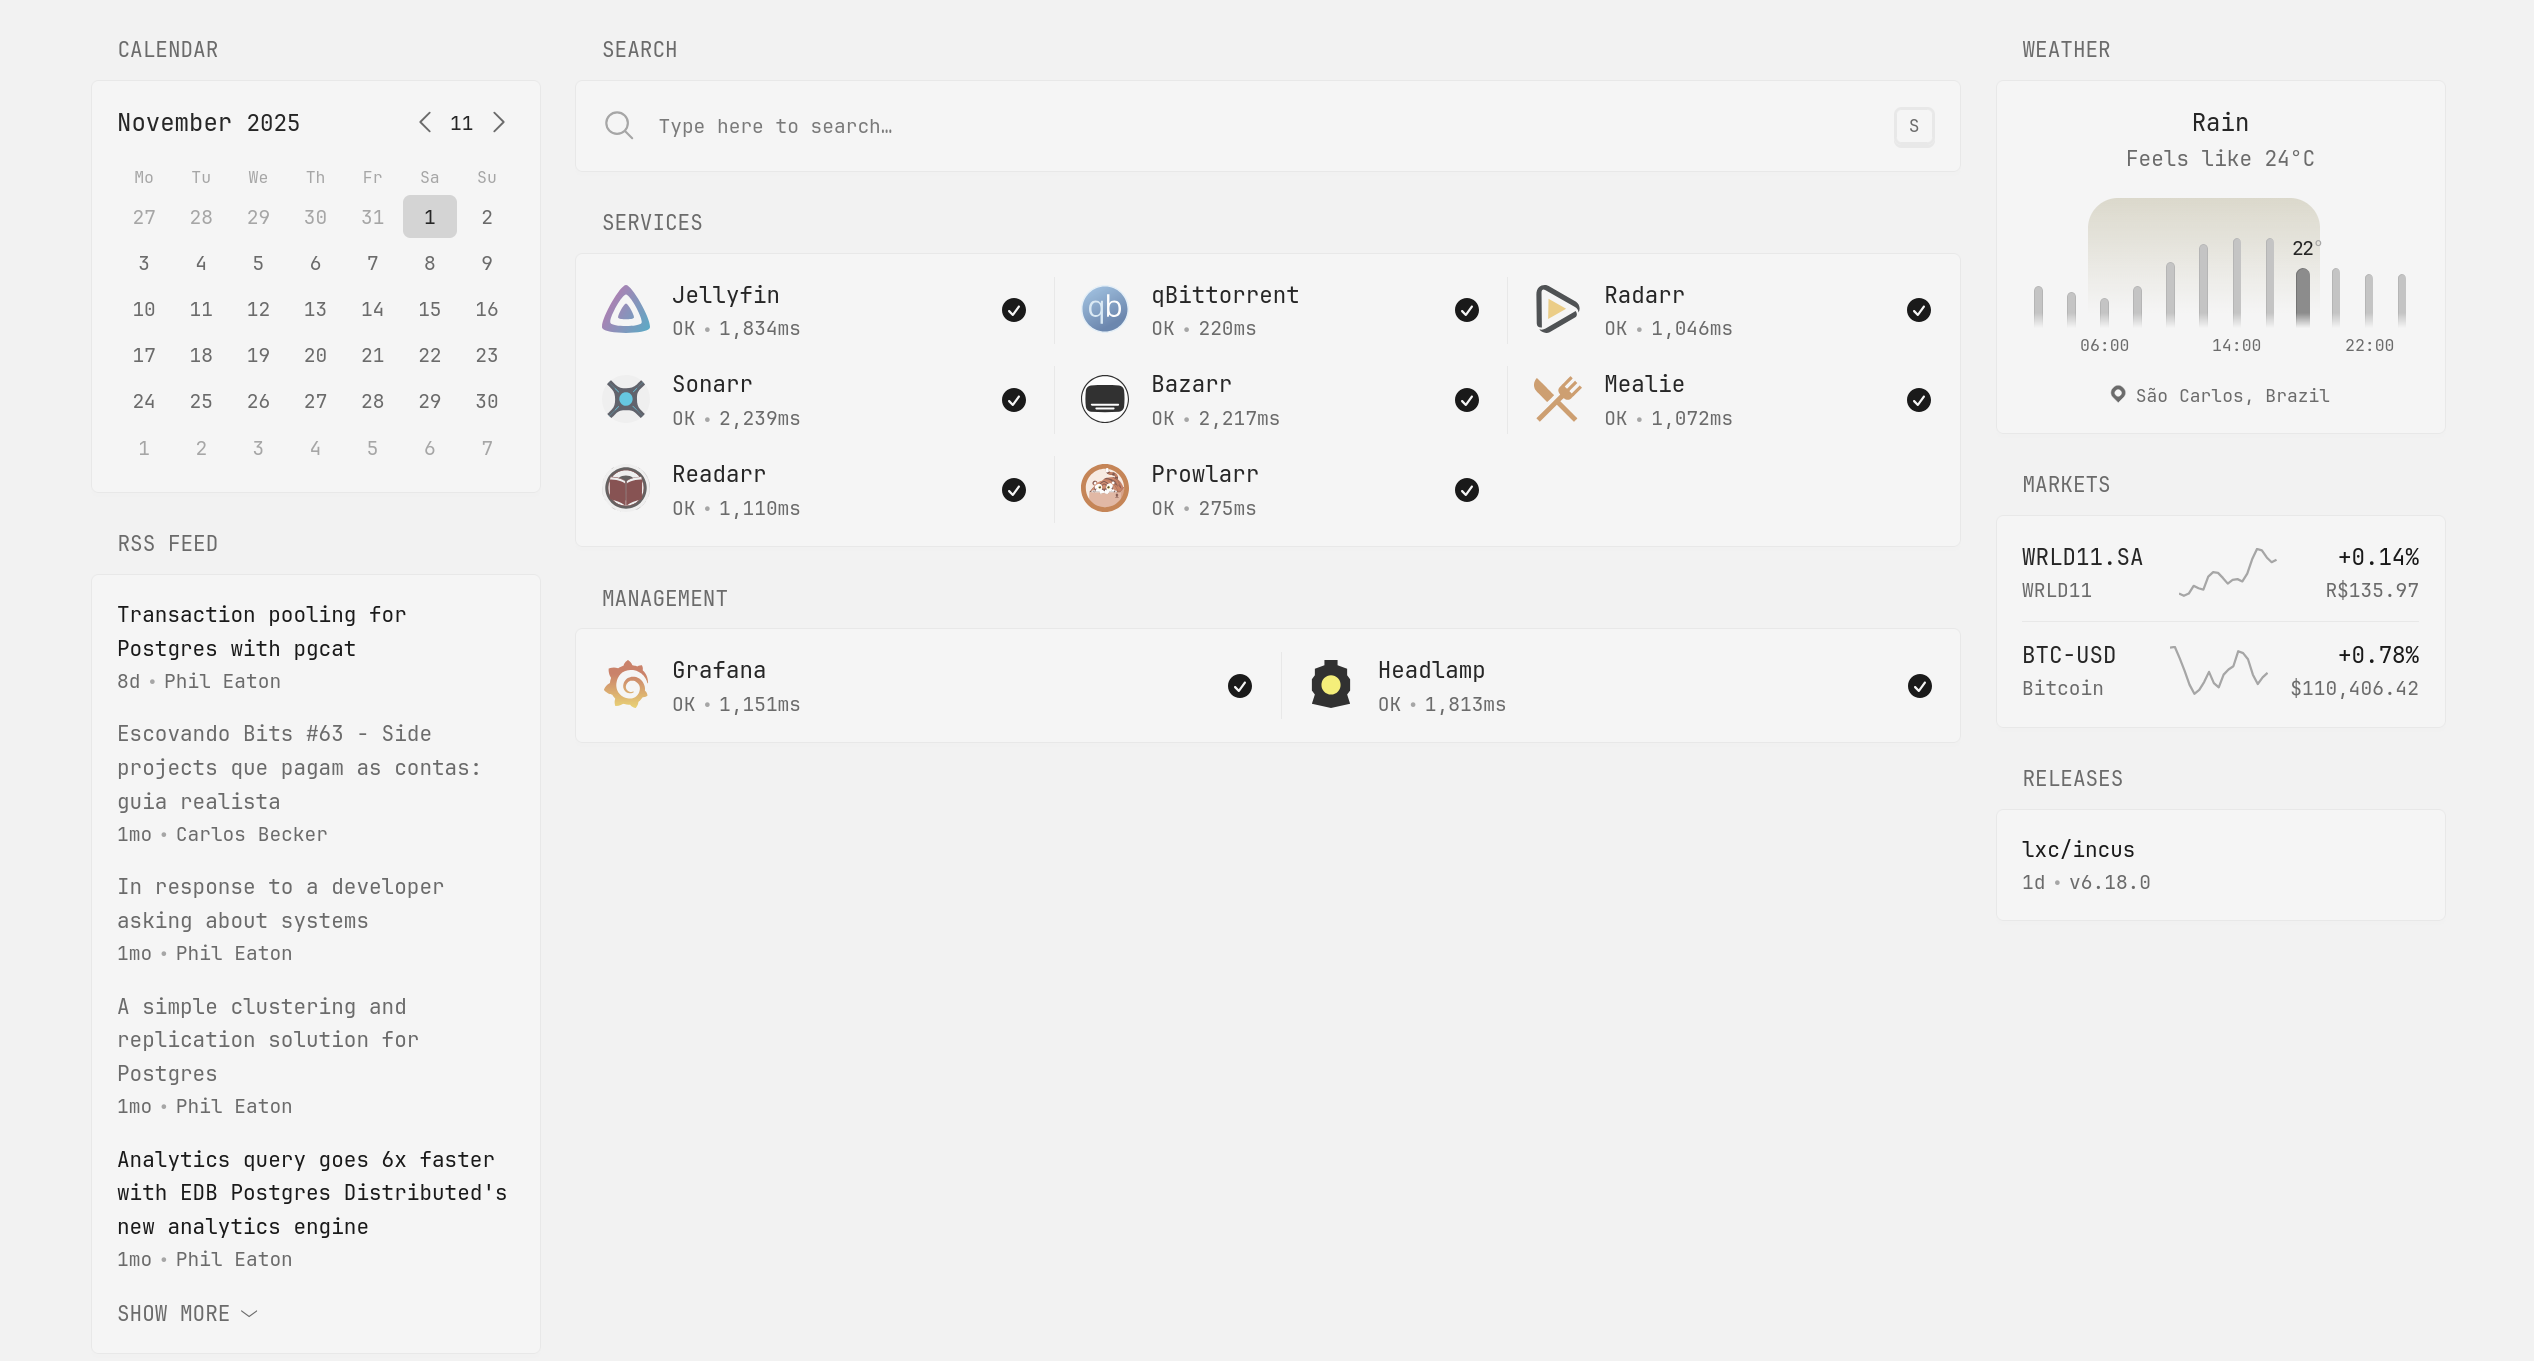 CALENDAR
November 2025
11
Mo Tu We Th Fr Sa Su
27 28 29 30 31 1 2
3 4 5 6 7 8 9
10 11 12 13 14 15 16
17 18 19 20 21 22 23
24 25 26 27 28 29 30
1 2 3 4 5 6 7
RSS FEED
Transaction pooling for
Postgres with pgcat
8d • Phil Eaton
Escovando Bits #63 - Side
projects que pagam as contas:
guia realista
1mo • Carlos Becker
In response to a developer
asking about systems
1mo • Phil Eaton
A simple clustering and
replication solution for
Postgres
1mo • Phil Eaton
Analytics query goes 6x faster
with EDB Postgres Distributed's
new analytics engine
1mo • Phil Eaton
SHOW MORE
SEARCH
Type here to search…
S
SERVICES
Jellyfin
OK • 1,834ms
qb
qBittorrent
OK • 220ms
Radarr
OK • 1,046ms
Sonarr
OK • 2,239ms
Bazarr
OK • 2,217ms
Mealie
OK • 1,072ms
Readarr
OK • 1,110ms
Prowlarr
OK • 275ms
MANAGEMENT
Grafana
OK • 1,151ms
Headlamp
OK • 1,813ms
WEATHER
Rain
Feels like 24°C
22°
06:00 14:00 22:00
São Carlos, Brazil
MARKETS
WRLD11.SA +0.14%
WRLD11 R$135.97
BTC-USD +0.78%
Bitcoin $110,406.42
RELEASES
lxc/incus
1d • v6.18.0